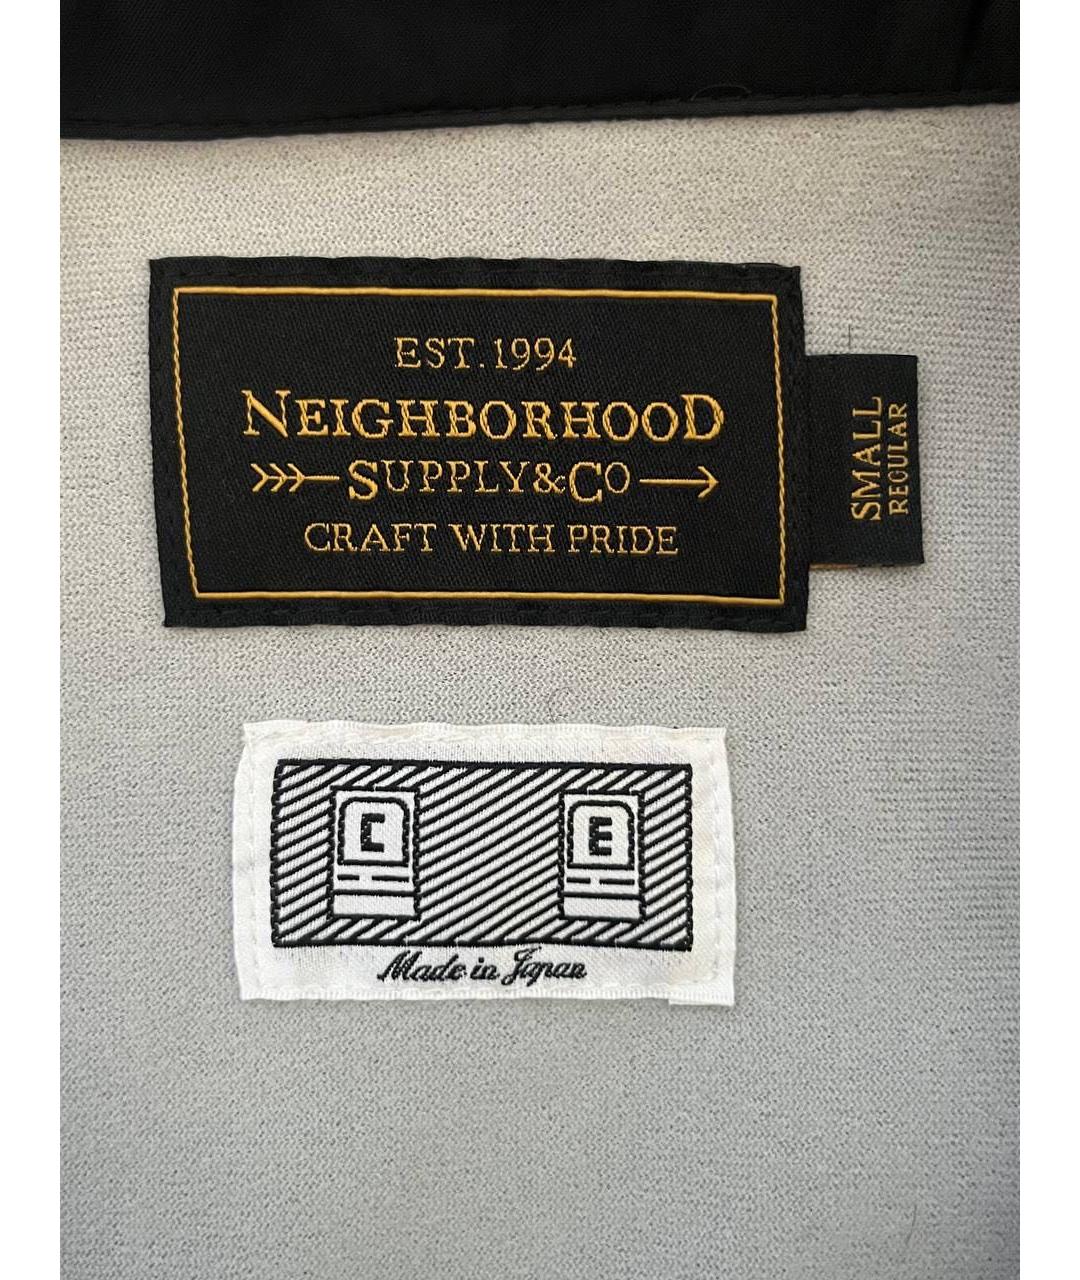 EST.1994
NEIGHBORHOOD
SUPPLY&CO
CRAFT WITH PRIDE
SMALL
REGULAR
C E
Made in Japan